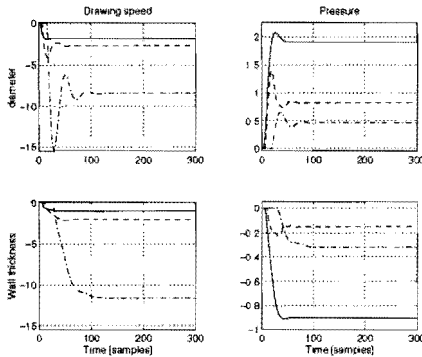 Drawing speed
Pressure
diameter
0
-5
-10
-15
0 100 200 300
2
1.5
1
0.5
0
0 100 200 300
Wall thickness
0
-5
-10
-15
0 100 200 300
Time [samples]
0
-0.2
-0.4
-0.6
-0.8
-1
0 100 200 300
Time [samples]